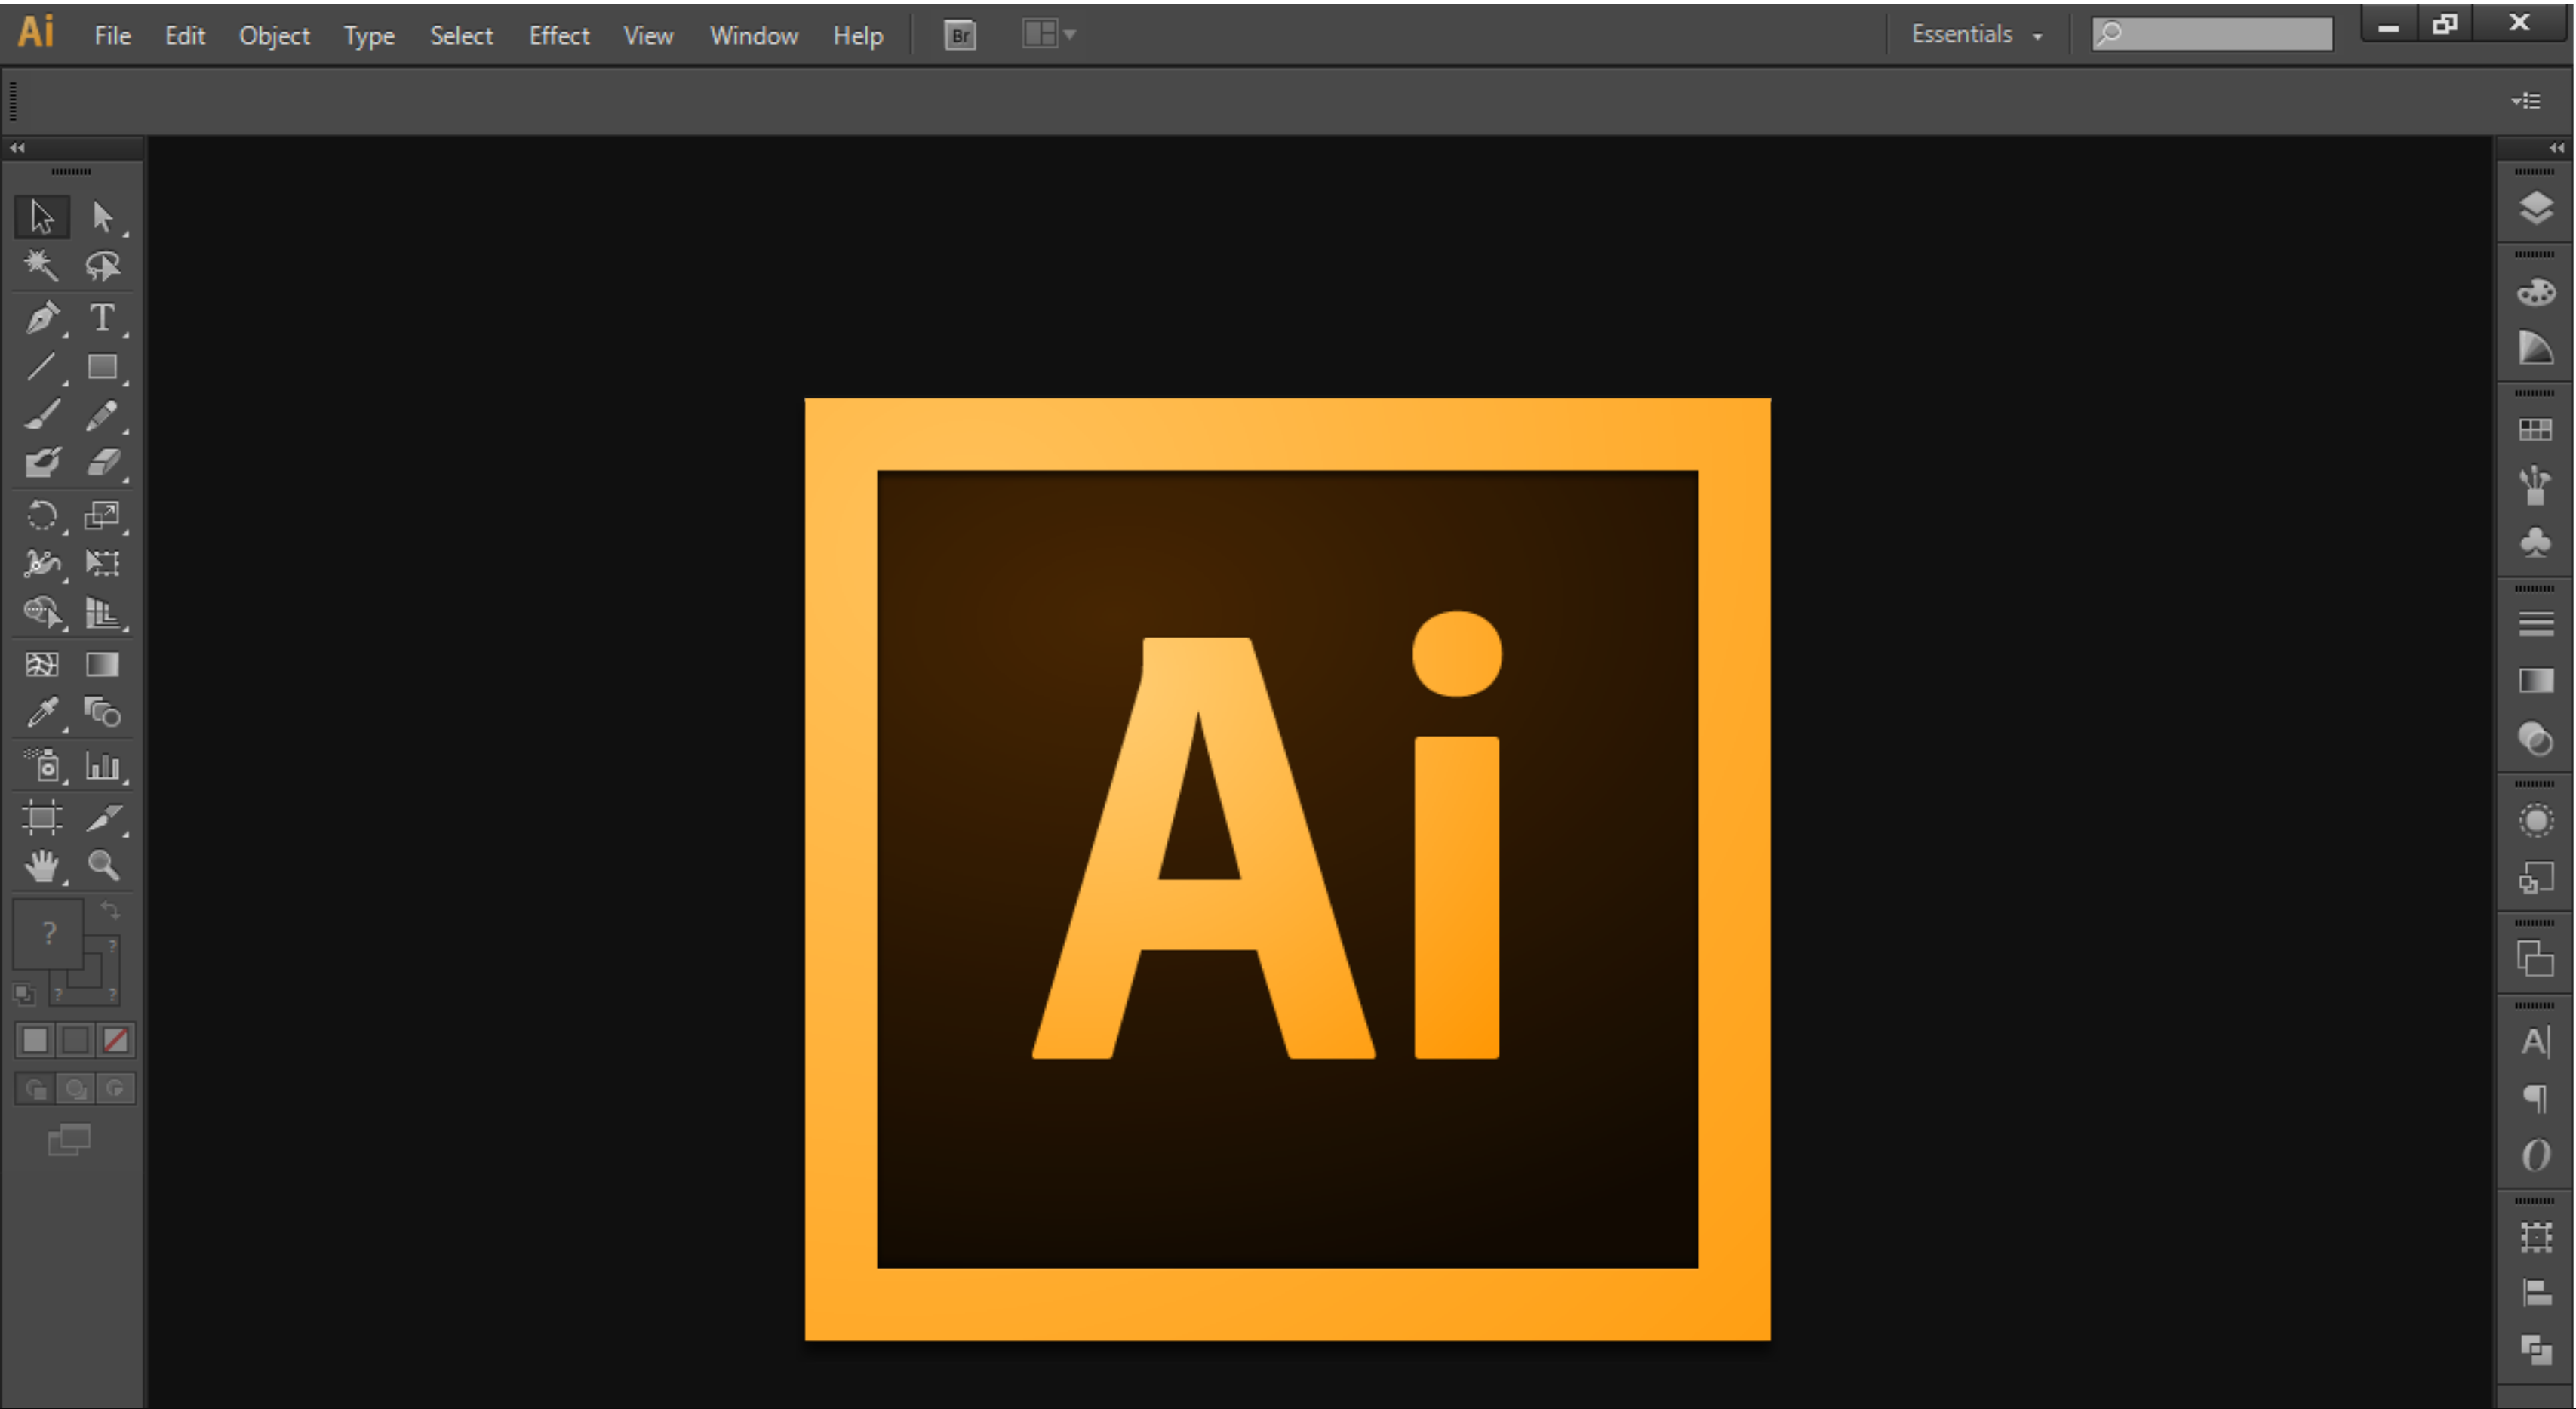 Ai File Edit Object Type Select Effect View Window Help Br Essentials
T
Ai
? ? ? ?
A